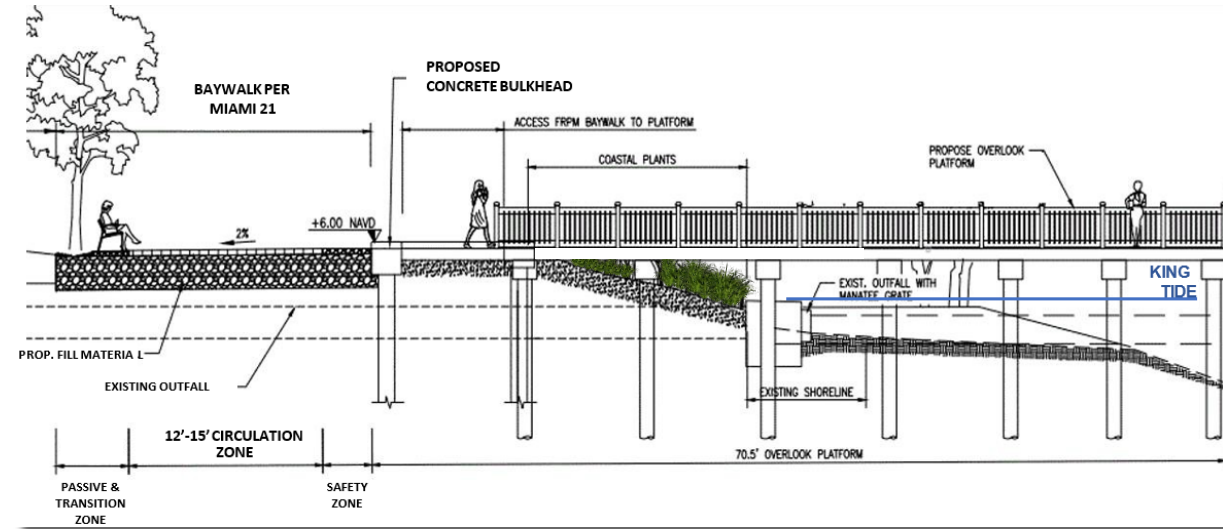 BAYWALK PER
MIAMI 21
PROPOSED
CONCRETE BULKHEAD
ACCESS FRPM BAYWALK TO PLATFORM
COASTAL PLANTS
PROPOSE OVERLOOK
PLATFORM
+6.00 NAVD
2%
KING
TIDE
EXIST. OUTFALL WITH
MANATEE GRATE
PROP. FILL MATERIA L
EXISTING OUTFALL
EXISTING SHORELINE
12'-15' CIRCULATION
ZONE
70.5' OVERLOOK PLATFORM
PASSIVE &
TRANSITION
ZONE
SAFETY
ZONE